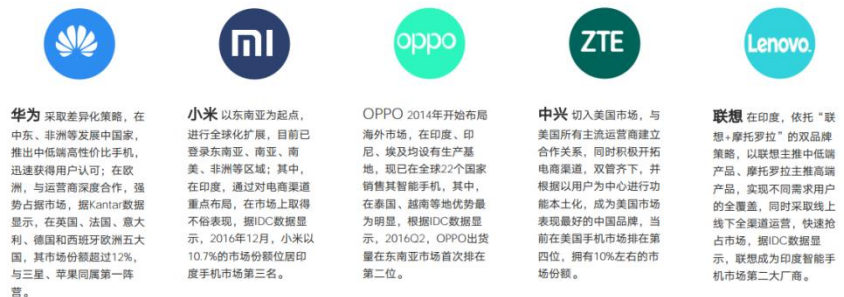 MI
oppo
ZTE
Lenovo.
华为 采取差异化策略，在
中东、非洲等发展中国家，
推出中低端高性价比手机，
迅速获得用户认可；在欧
洲，与运营商深度合作，强
势占据市场，据Kantar数据
显示，在英国、法国、意大
利、德国和西班牙欧洲五大
国，其市场份额超过12%，
与三星、苹果同属第一阵
营。
小米 以东南亚为起点，
进行全球化扩展，目前已
登录东南亚、南亚、南
美、非洲等区域；其中，
在印度，通过对电商渠道
重点布局，在市场上取得
不俗表现，据IDC数据显
示，2016年12月，小米以
10.7%的市场份额位居印
度手机市场第三名。
OPPO 2014年开始布局
海外市场，在印度、印
尼、埃及均设有生产基
地，现已在全球22个国家
销售其智能手机，其中，
在泰国、越南等地优势最
为明显，根据IDC数据显
示，2016Q2，OPPO出货
量在东南亚市场首次排在
第二位。
中兴 切入美国市场，与
美国所有主流运营商建立
合作关系，同时积极开拓
电商渠道，双管齐下，并
根据以用户为中心进行功
能本土化，成为美国市场
表现最好的中国品牌，当
前在美国手机市场排在第
四位，拥有10%左右的市
场份额。
联想 在印度，依托“联
想+摩托罗拉”的双品牌
策略，以联想主推中低端
产品、摩托罗拉主推高端
产品，实现不同需求用户
的全覆盖，同时采取线上
线下全渠道运营，快速抢
占市场，据IDC数据显
示，联想成为印度智能手
机市场第二大厂商。